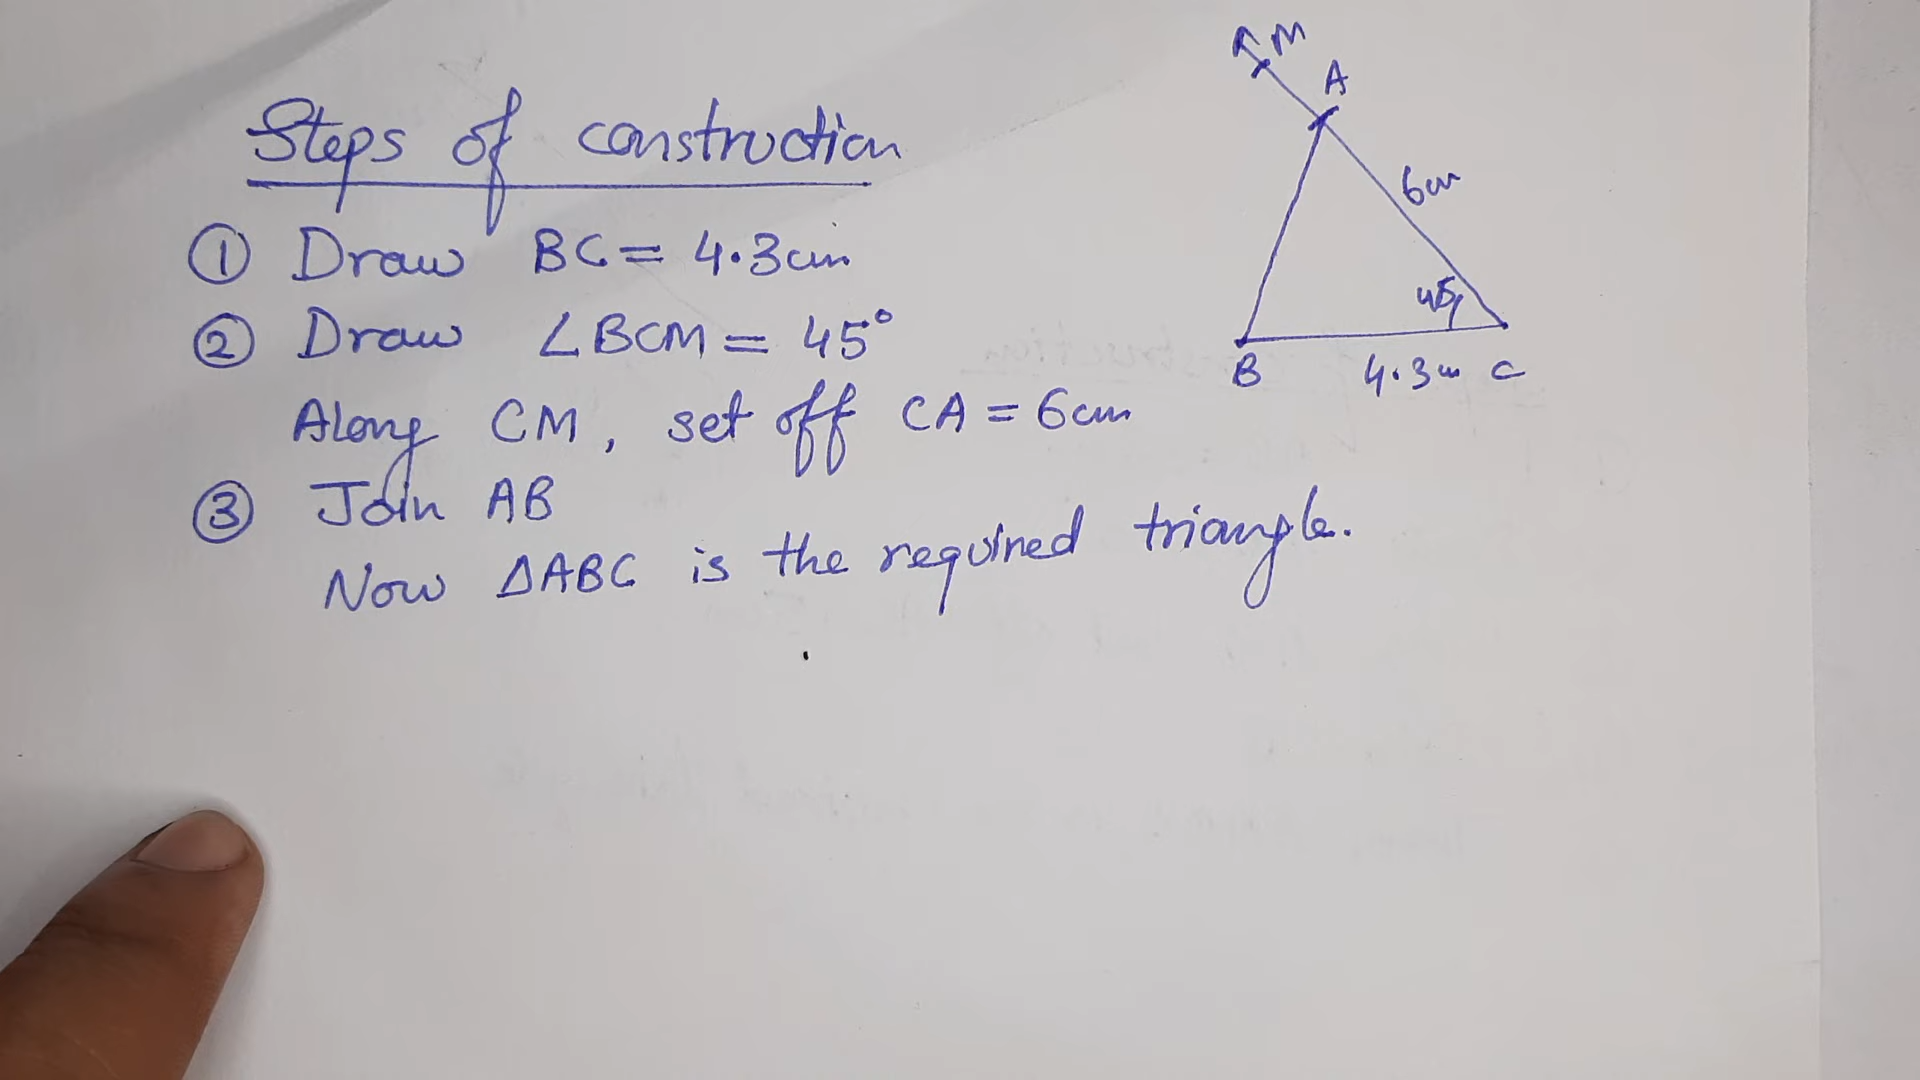 Steps of construction
① Draw BC = 4.3cm
② Draw ∠BCM = 45°
Along CM, set off CA = 6cm
③ Join AB
Now △ABC is the required triangle.
M
A
6cm
45
B 4.3cm C